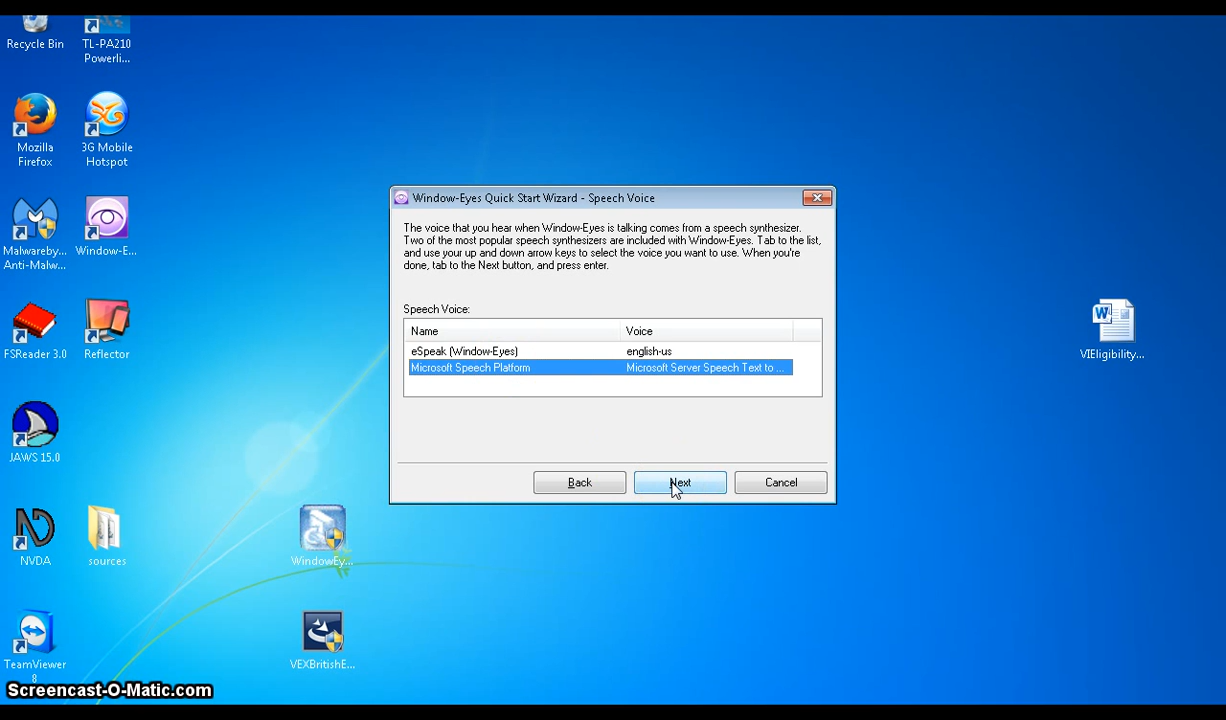 Recycle Bin
TL-PA210
Powerli...
Mozilla
Firefox
3G Mobile
Hotspot
Malwareby...
Anti-Malw...
Window-E...
FSReader 3.0
Reflector
JAWS 15.0
NVDA
sources
TeamViewer
8
WindowEy...
VEXBritishE...
VIEligibility...
Window-Eyes Quick Start Wizard - Speech Voice
The voice that you hear when Window-Eyes is talking comes from a speech synthesizer.
Two of the most popular speech synthesizers are included with Window-Eyes. Tab to the list,
and use your up and down arrow keys to select the voice you want to use. When you're
done, tab to the Next button, and press enter.
Speech Voice:
Name Voice
eSpeak (Window-Eyes) english-us
Microsoft Speech Platform Microsoft Server Speech Text to ...
Back Next Cancel
Screencast-O-Matic.com